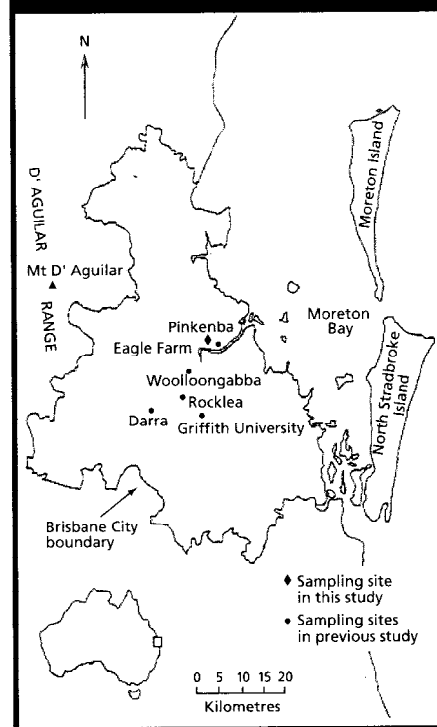 N
D' AGUILAR
RANGE
Mt D' Aguilar
Moreton Island
Moreton
Bay
Pinkenba
Eagle Farm
Woolloongabba
Rocklea
Darra
Griffith University
North Stradbroke
Island
Brisbane City
boundary
Sampling site
in this study
Sampling sites
in previous study
0 5 10 15 20
Kilometres